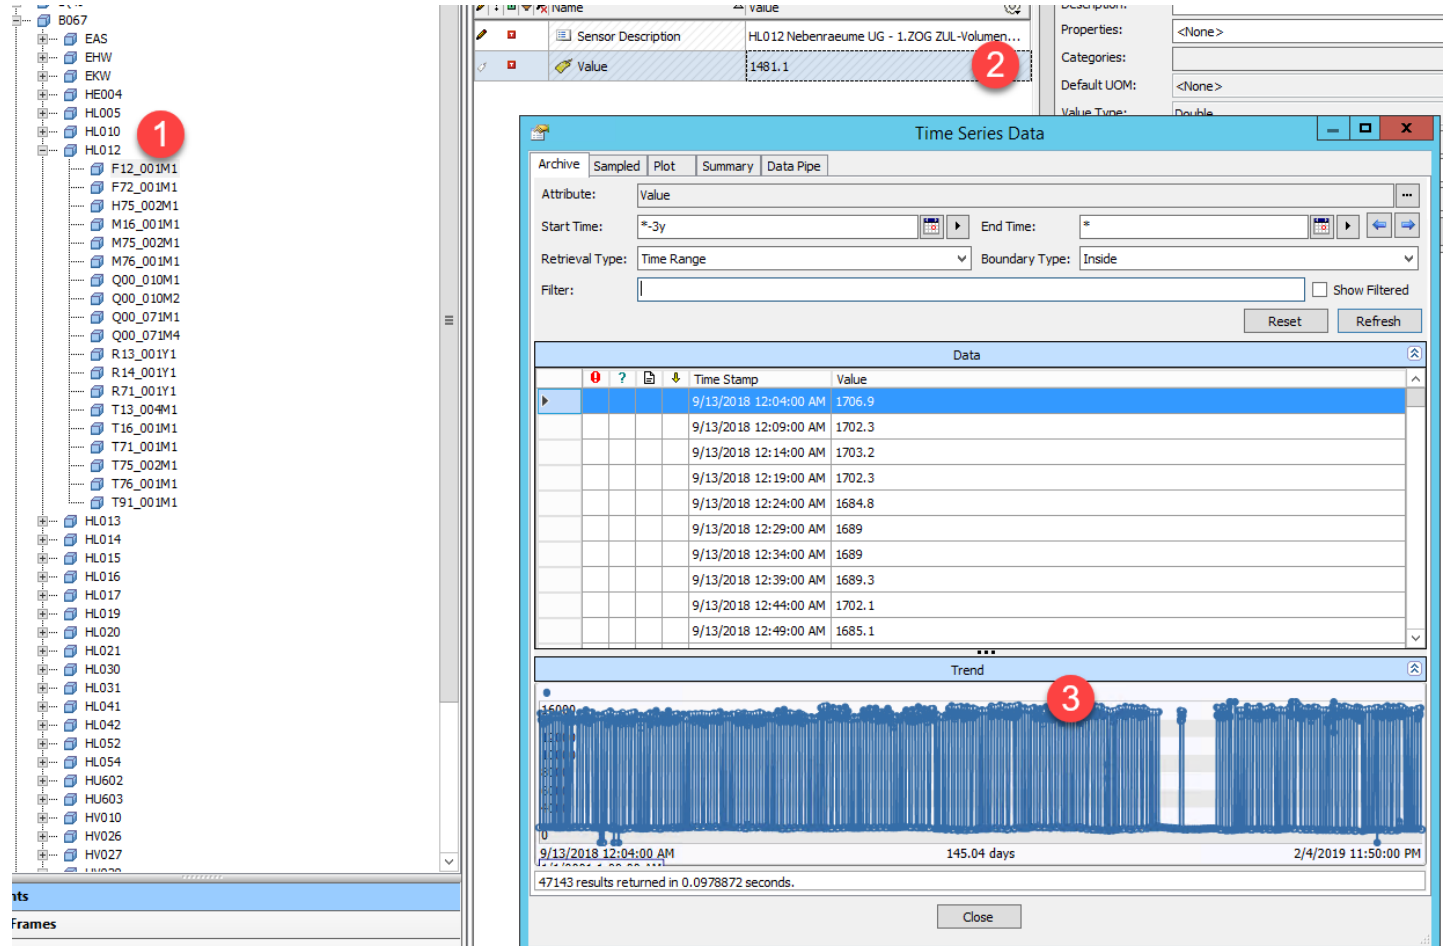 B067
EAS
EHW
EKW
HE004
HL005
HL010
HL012
F12_001M1
F72_001M1
H75_002M1
M16_001M1
M75_002M1
M76_001M1
Q00_010M1
Q00_010M2
Q00_071M1
Q00_071M4
R13_001Y1
R14_001Y1
R71_001Y1
T13_004M1
T16_001M1
T71_001M1
T75_002M1
T76_001M1
T91_001M1
HL013
HL014
HL015
HL016
HL017
HL019
HL020
HL021
HL030
HL031
HL041
HL042
HL052
HL054
HU602
HU603
HV010
HV026
HV027
nts
Frames
1
Name Value
Sensor Description HL012 Nebenraeume UG - 1.ZOG ZUL-Volumen...
Value 1481.1
2
Description:
Properties: <None>
Categories:
Default UOM: <None>
Value Type: Double
Time Series Data
Archive Sampled Plot Summary Data Pipe
Attribute: Value ...
Start Time: *-3y End Time: *
Retrieval Type: Time Range Boundary Type: Inside
Filter: Show Filtered
Reset Refresh
Data
! ? Time Stamp Value
9/13/2018 12:04:00 AM 1706.9
9/13/2018 12:09:00 AM 1702.3
9/13/2018 12:14:00 AM 1703.2
9/13/2018 12:19:00 AM 1702.3
9/13/2018 12:24:00 AM 1684.8
9/13/2018 12:29:00 AM 1689
9/13/2018 12:34:00 AM 1689
9/13/2018 12:39:00 AM 1689.3
9/13/2018 12:44:00 AM 1702.1
9/13/2018 12:49:00 AM 1685.1
Trend
3
16000
0
9/13/2018 12:04:00 AM 145.04 days 2/4/2019 11:50:00 PM
47143 results returned in 0.0978872 seconds.
Close